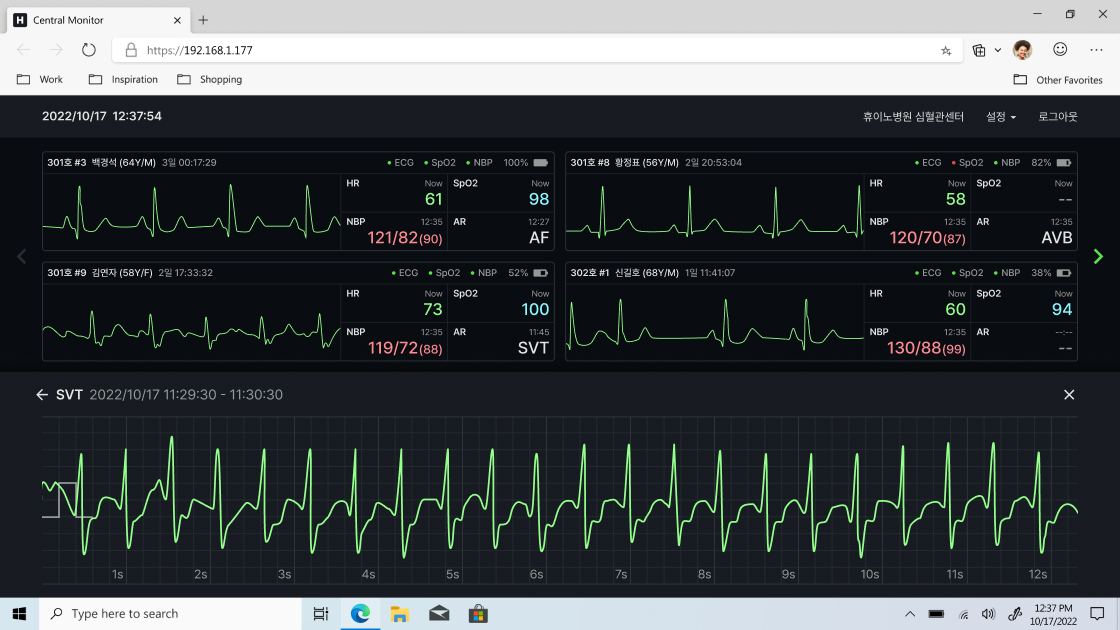 Central Monitor
https://192.168.1.177
Work Inspiration Shopping Other Favorites
2022/10/17 12:37:54 휴이노병원 심혈관센터 설정 로그아웃
301호 #3 백경석 (64Y/M) 3일 00:17:29 ECG SpO2 NBP 100%
HR Now 61 SpO2 Now 98
NBP 12:35 121/82(90) AR 12:27 AF
301호 #8 황정표 (56Y/M) 2일 20:53:04 ECG SpO2 NBP 82%
HR Now 58 SpO2 Now --
NBP 12:35 120/70(87) AR 12:35 AVB
301호 #9 김연자 (58Y/F) 2일 17:33:32 ECG SpO2 NBP 52%
HR Now 73 SpO2 Now 100
NBP 12:35 119/72(88) AR 11:45 SVT
302호 #1 신길호 (68Y/M) 1일 11:41:07 ECG SpO2 NBP 38%
HR Now 60 SpO2 Now 94
NBP 12:35 130/88(99) AR --:-- --
SVT 2022/10/17 11:29:30 - 11:30:30
1s 2s 3s 4s 5s 6s 7s 8s 9s 10s 11s 12s
Type here to search
12:37 PM
10/17/2022